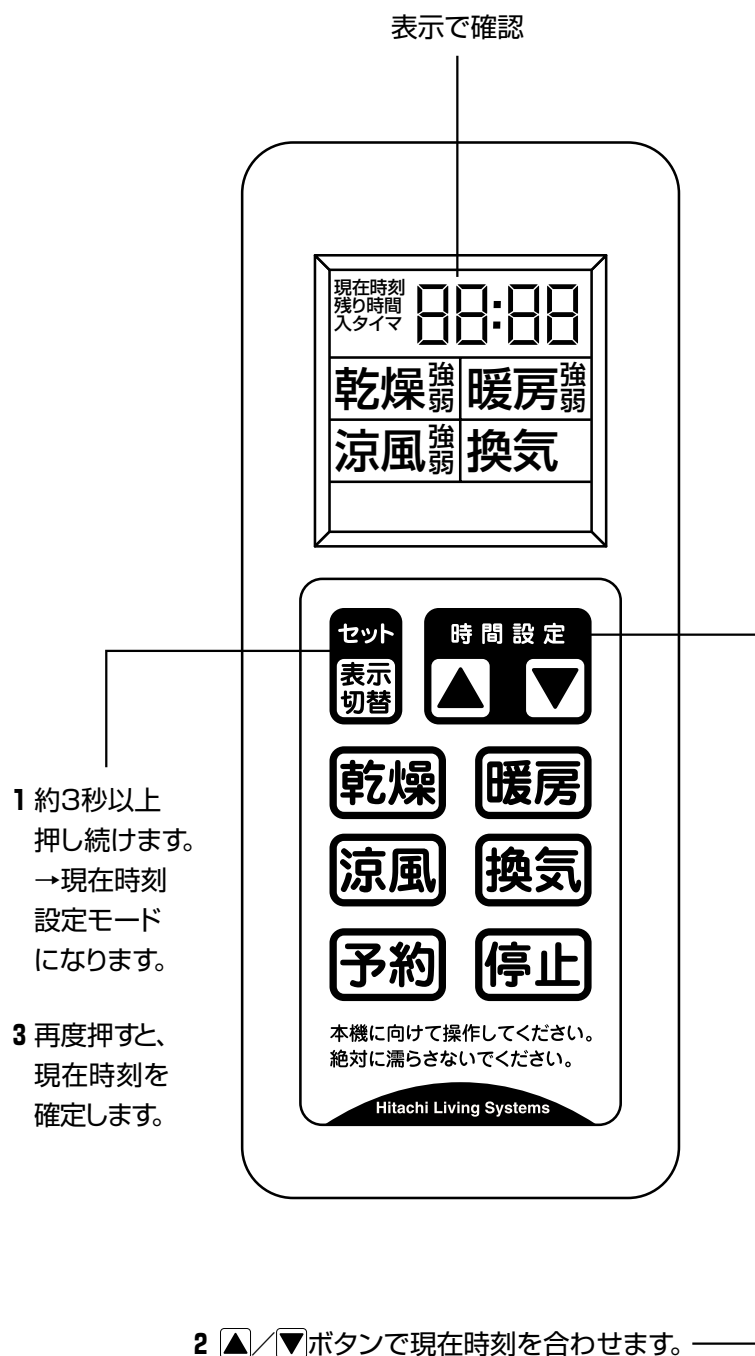 表示で確認
現在時刻
残り時間
入タイマ
88:88
乾燥 強 弱 暖房 強 弱
涼風 強 弱 換気
セット 時間設定
表示
切替 ▲ ▼
乾燥 暖房
涼風 換気
予約 停止
本機に向けて操作してください。
絶対に濡らさないでください。
Hitachi Living Systems
1 約3秒以上
押し続けます。
→現在時刻
設定モード
になります。
3 再度押すと、
現在時刻を
確定します。
2 ▲/▼ボタンで現在時刻を合わせます。